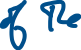 of the